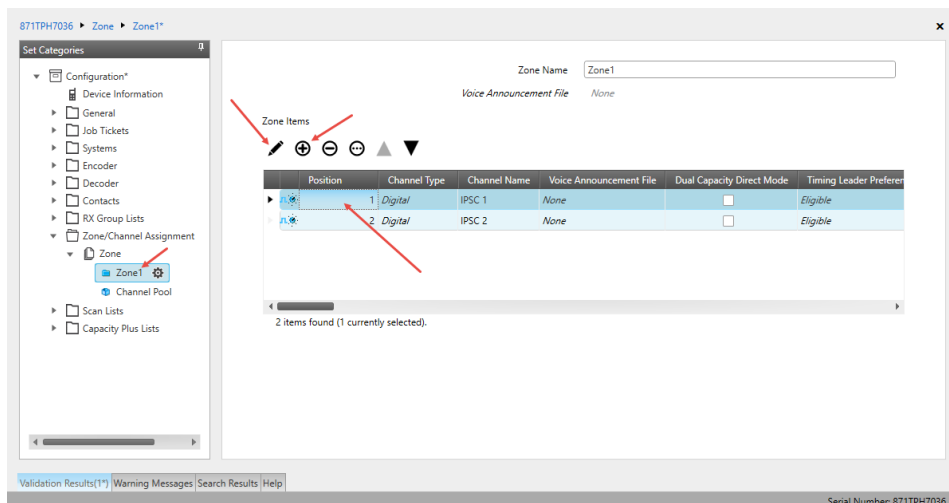 871TPH7036 Zone Zone1*
Set Categories
Configuration*
Device Information
General
Job Tickets
Systems
Encoder
Decoder
Contacts
RX Group Lists
Zone/Channel Assignment
Zone
Zone1
Channel Pool
Scan Lists
Capacity Plus Lists
Zone Name Zone1
Voice Announcement File None
Zone Items
Position Channel Type Channel Name Voice Announcement File Dual Capacity Direct Mode Timing Leader Preferen
1 Digital IPSC 1 None Eligible
2 Digital IPSC 2 None Eligible
2 items found (1 currently selected).
Validation Results(1*) Warning Messages Search Results Help
Serial Number: 871TPH7036